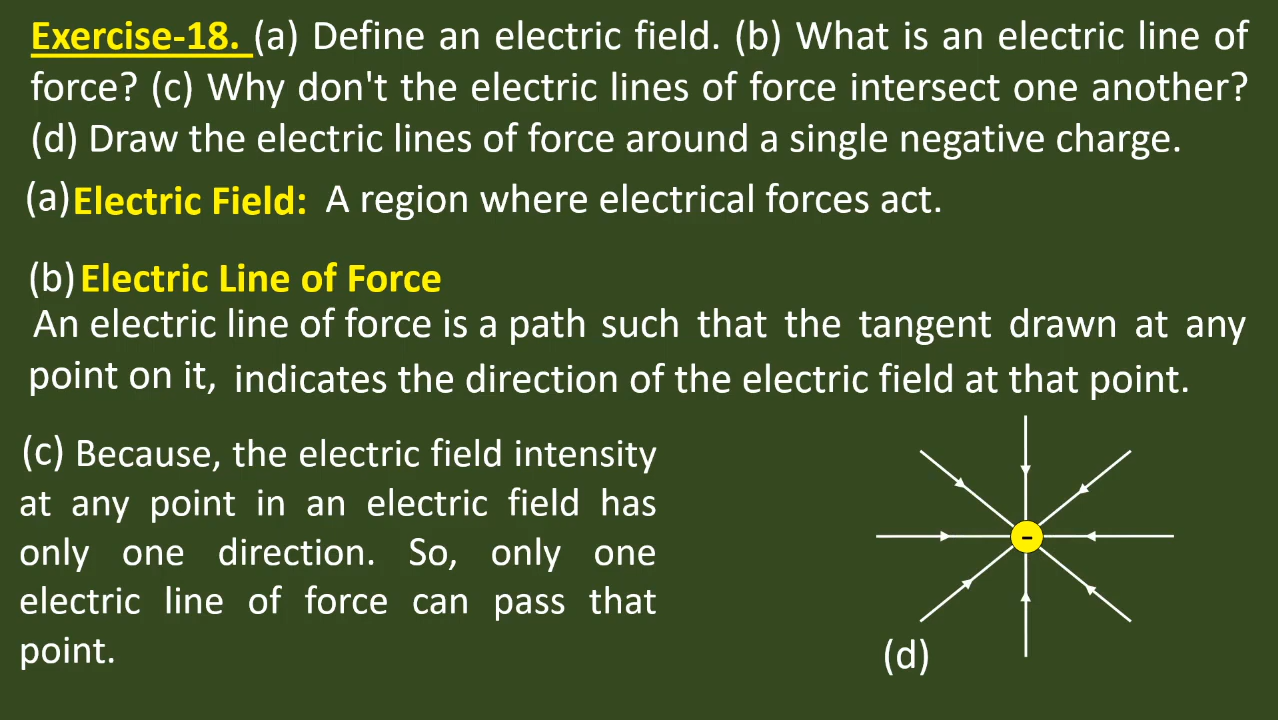 Exercise-18. (a) Define an electric field. (b) What is an electric line of
force? (c) Why don't the electric lines of force intersect one another?
(d) Draw the electric lines of force around a single negative charge.
(a) Electric Field: A region where electrical forces act.
(b) Electric Line of Force
An electric line of force is a path such that the tangent drawn at any
point on it, indicates the direction of the electric field at that point.
(c) Because, the electric field intensity
at any point in an electric field has
only one direction. So, only one
electric line of force can pass that
point.
-
(d)